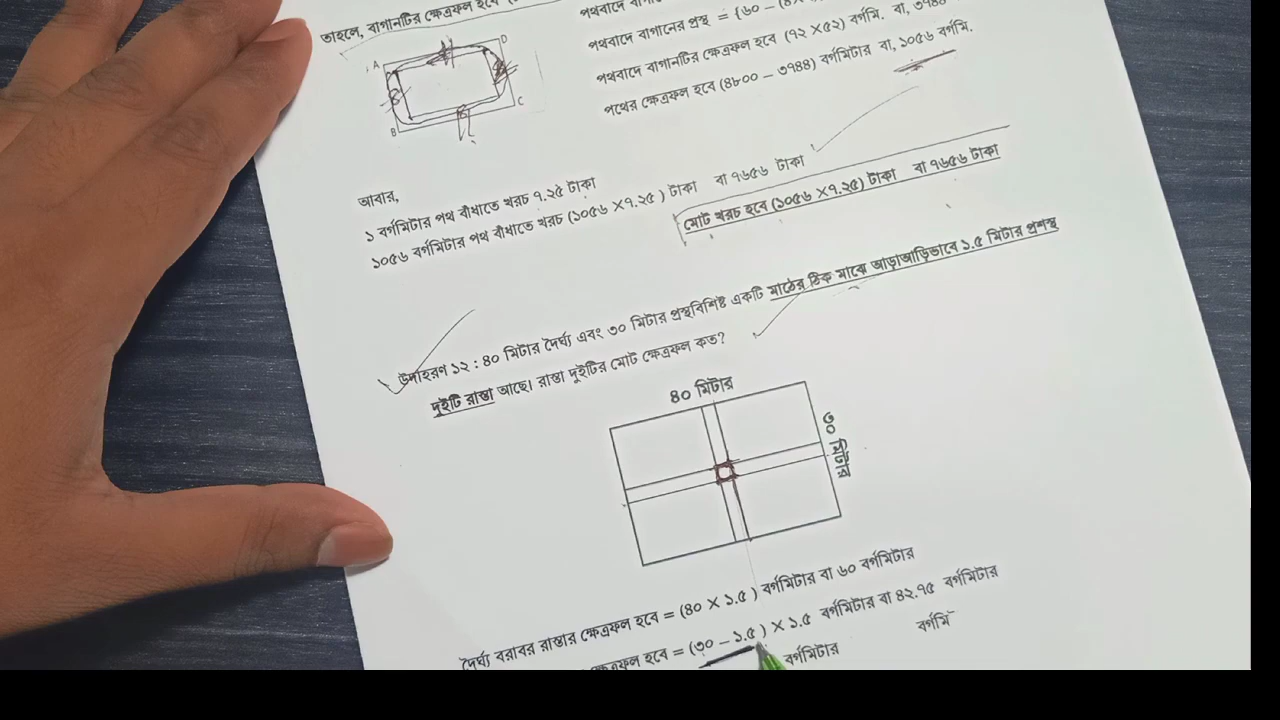 তাহলে, বাগানটির ক্ষেত্রফল হবে
পথবাদে
পথবাদে বাগানের প্রস্থ = {৬০ – (৪×
পথবাদে বাগানটির ক্ষেত্রফল হবে (৭২ ×৫২) বর্গমি. বা, ৩৭৪৪
পথের ক্ষেত্রফল হবে (৪৮০০ – ৩৭৪৪) বর্গমিটার বা, ১০৫৬ বর্গমি.
A
D
B
C
আবার,
১ বর্গমিটার পথ বাঁধাতে খরচ ৭.২৫ টাকা
১০৫৬ বর্গমিটার পথ বাঁধাতে খরচ (১০৫৬ ×৭.২৫ ) টাকা বা ৭৬৫৬ টাকা
মোট খরচ হবে (১০৫৬ ×৭.২৫) টাকা বা ৭৬৫৬ টাকা
উদাহরণ ১২ : ৪০ মিটার দৈর্ঘ্য এবং ৩০ মিটার প্রস্থবিশিষ্ট একটি মাঠের ঠিক মাঝে আড়াআড়িভাবে ১.৫ মিটার প্রশস্থ
দুইটি রাস্তা আছে। রাস্তা দুইটির মোট ক্ষেত্রফল কত?
৪০ মিটার
৩০ মিটার
দৈর্ঘ্য বরাবর রাস্তার ক্ষেত্রফল হবে = (৪০ × ১.৫ ) বর্গমিটার বা ৬০ বর্গমিটার
ক্ষেত্রফল হবে = (৩০ – ১.৫ ) × ১.৫ বর্গমিটার বা ৪২.৭৫ বর্গমিটার
বর্গমিটার
বর্গমি